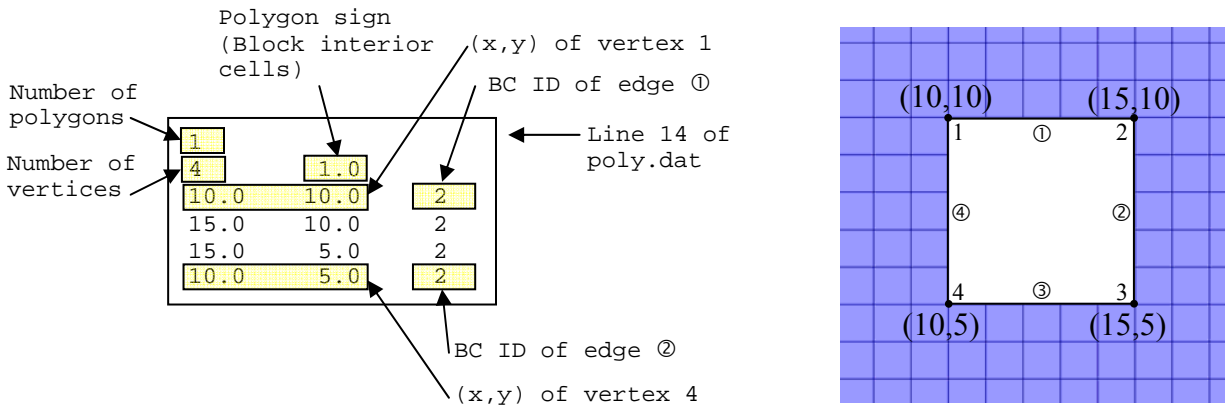 Polygon sign
(Block interior
cells)
(x,y) of vertex 1
BC ID of edge ①
Number of
polygons
Number of
vertices
Line 14 of
poly.dat
1
4 1.0
10.0 10.0 2
15.0 10.0 2
15.0 5.0 2
10.0 5.0 2
BC ID of edge ②
(x,y) of vertex 4
(10,10) (15,10)
1 ① 2
④ ②
4 ③ 3
(10,5) (15,5)